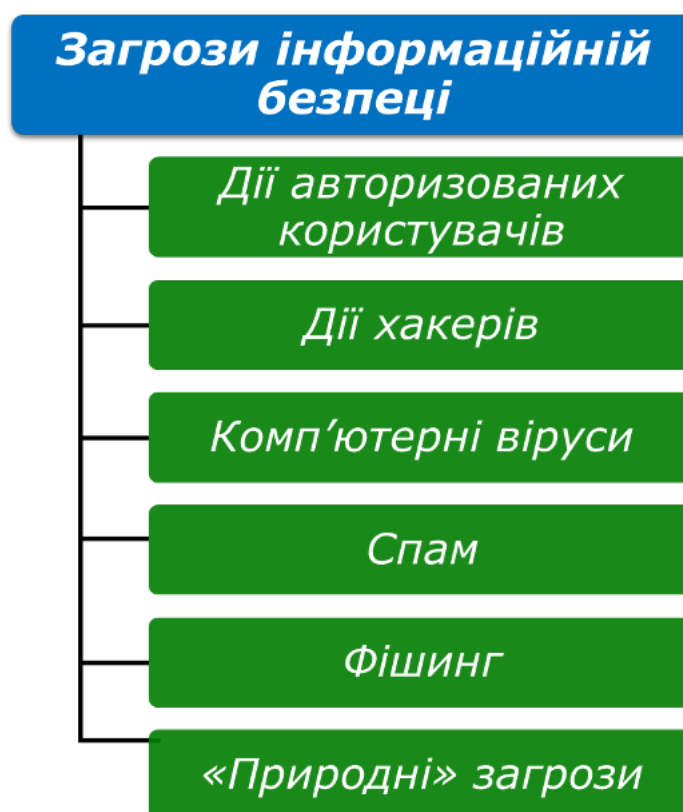 Загрози інформаційній
безпеці
Дії авторизованих
користувачів
Дії хакерів
Комп’ютерні віруси
Спам
Фішинг
«Природні» загрози